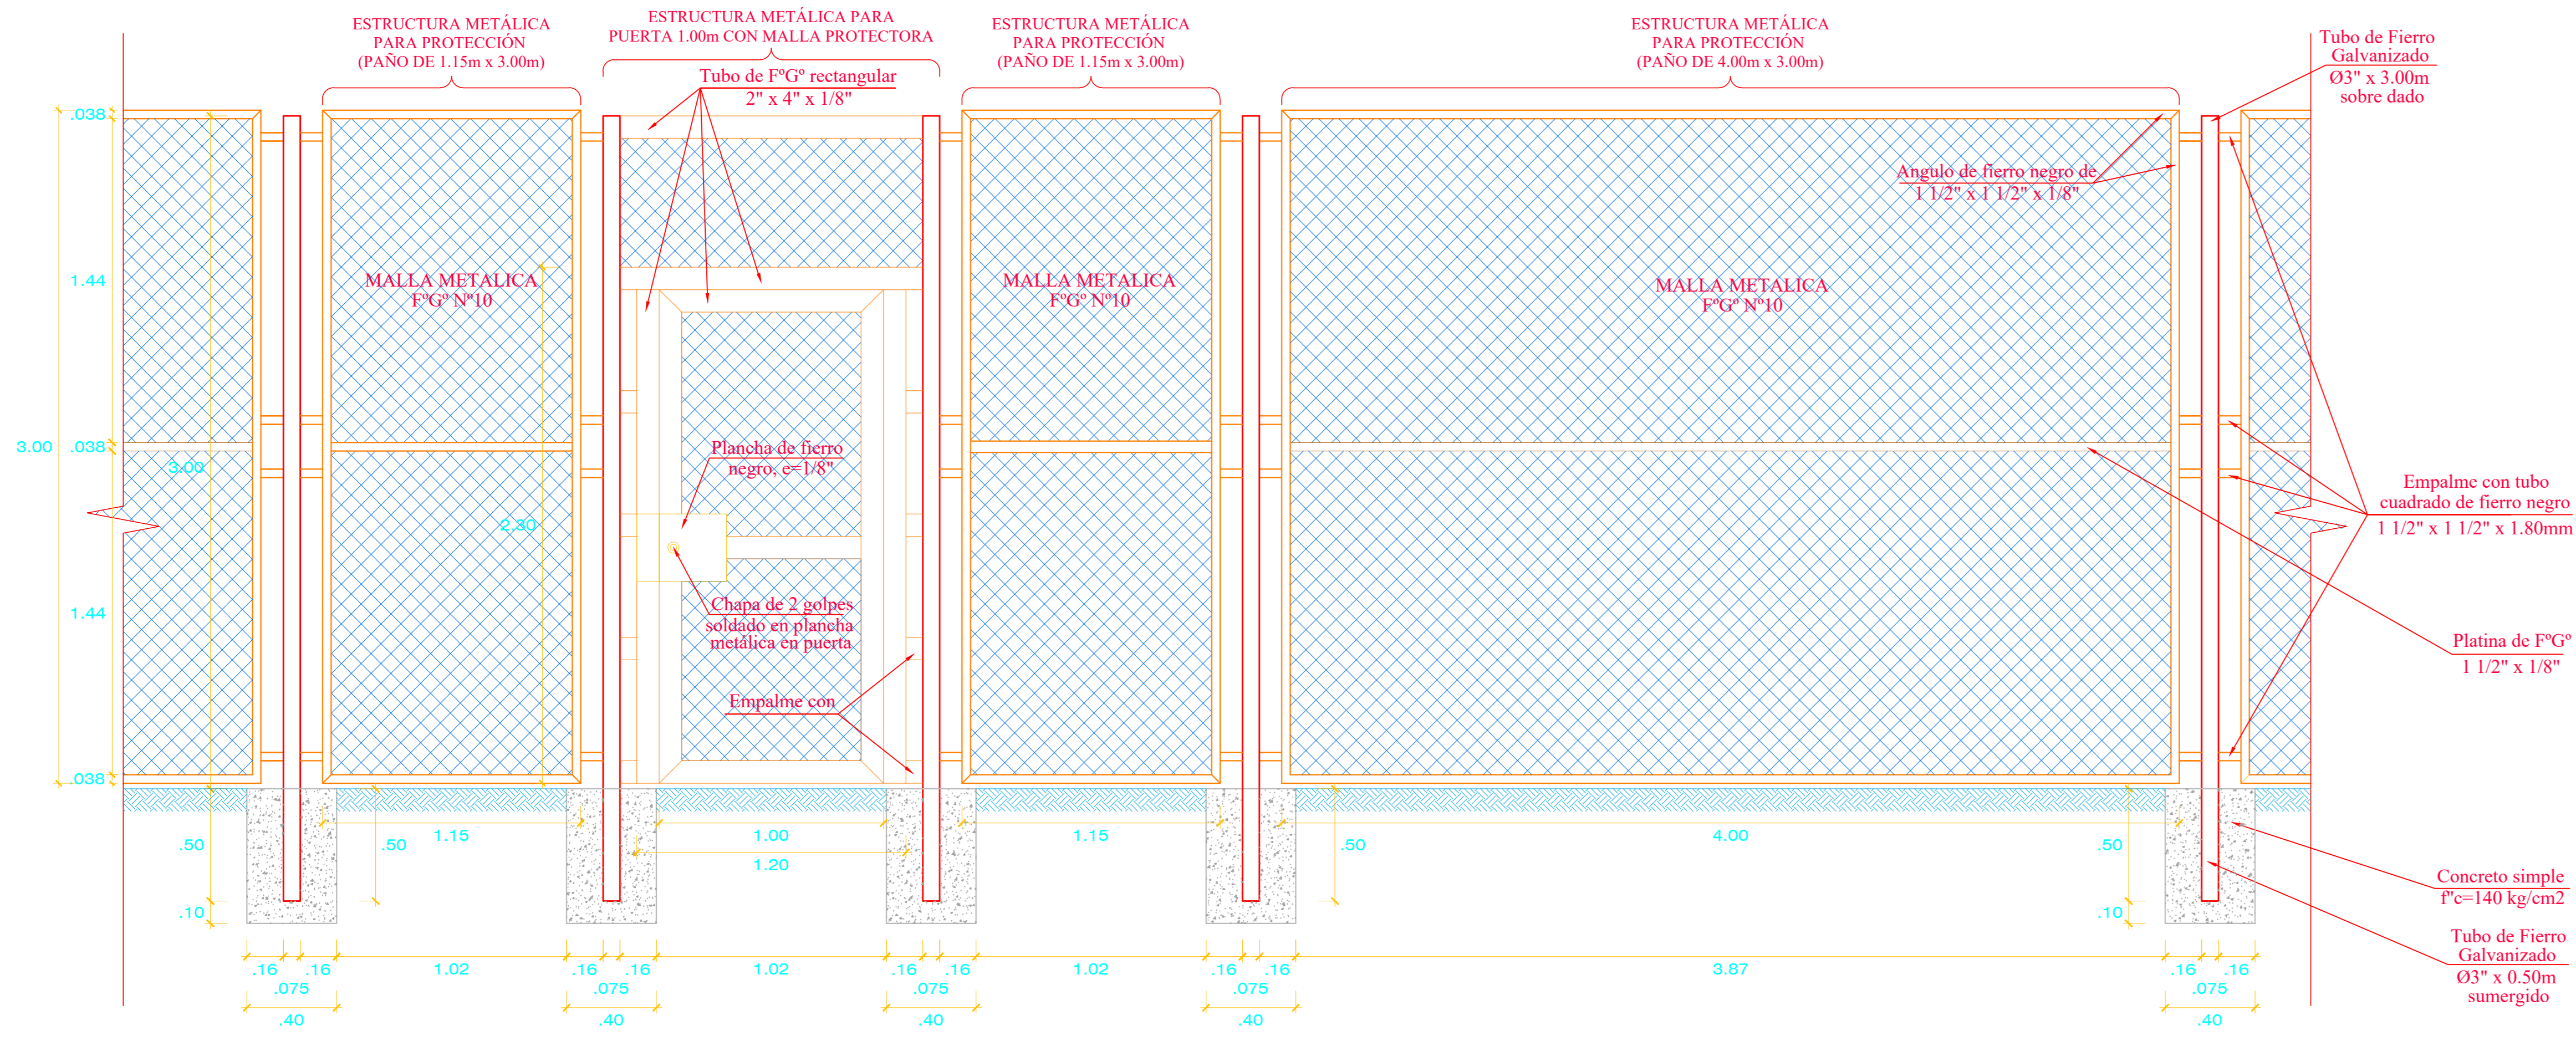 ESTRUCTURA METÁLICA
PARA PROTECCIÓN
(PAÑO DE 1.15m x 3.00m)
ESTRUCTURA METÁLICA PARA
PUERTA 1.00m CON MALLA PROTECTORA
ESTRUCTURA METÁLICA
PARA PROTECCIÓN
(PAÑO DE 1.15m x 3.00m)
ESTRUCTURA METÁLICA
PARA PROTECCIÓN
(PAÑO DE 4.00m x 3.00m)
Tubo de Fierro
Galvanizado
Ø3" x 3.00m
sobre dado
Tubo de FºGº rectangular
2" x 4" x 1/8"
Angulo de fierro negro de
1 1/2" x 1 1/2" x 1/8"
MALLA METALICA
FºGº Nº10
MALLA METALICA
FºGº Nº10
MALLA METALICA
FºGº Nº10
.038
1.44
3.00
.038
3.00
1.44
.038
2.30
Plancha de fierro
negro, e=1/8"
Chapa de 2 golpes
soldado en plancha
metálica en puerta
Empalme con
Empalme con tubo
cuadrado de fierro negro
1 1/2" x 1 1/2" x 1.80mm
Platina de FºGº
1 1/2" x 1/8"
Concreto simple
f"c=140 kg/cm2
Tubo de Fierro
Galvanizado
Ø3" x 0.50m
sumergido
1.15
1.00
1.20
1.15
4.00
.50
.50
.50
.50
.10
.10
.16
.16
1.02
.16
.16
1.02
.16
.16
1.02
.16
.16
3.87
.16
.16
.075
.075
.075
.075
.075
.40
.40
.40
.40
.40